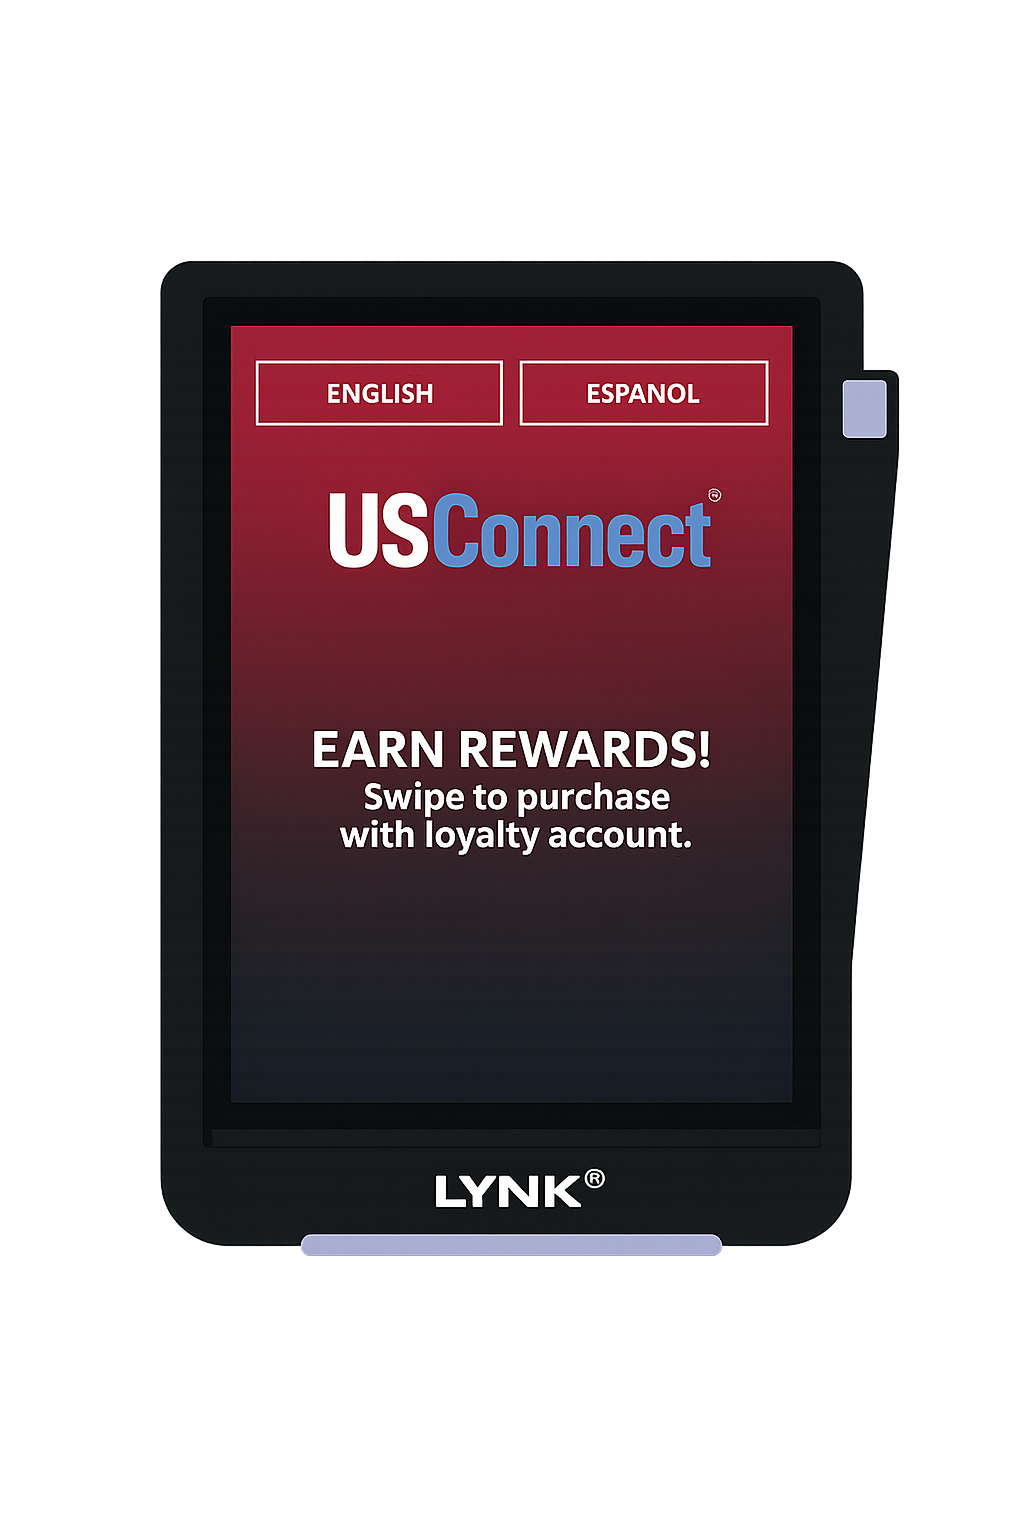 ENGLISH
ESPANOL
USConnect
EARN REWARDS!
Swipe to purchase
with loyalty account.
LYNK®